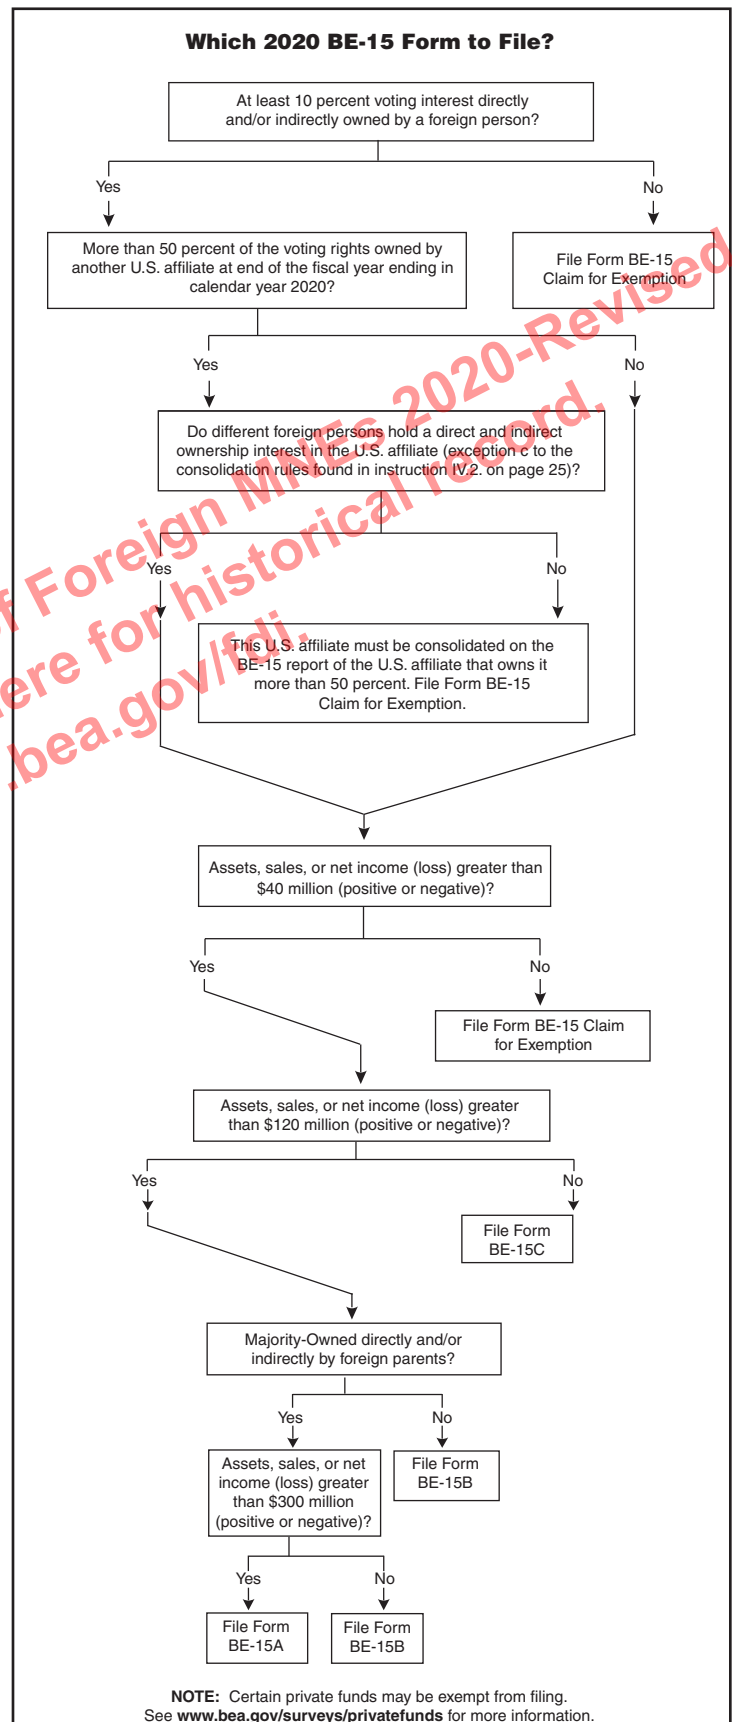 Which 2020 BE-15 Form to File?
At least 10 percent voting interest directly
and/or indirectly owned by a foreign person?
Yes
No
More than 50 percent of the voting rights owned by
another U.S. affiliate at end of the fiscal year ending in
calendar year 2020?
File Form BE-15
Claim for Exemption
Yes
No
Do different foreign persons hold a direct and indirect
ownership interest in the U.S. affiliate (exception c to the
consolidation rules found in instruction IV.2. on page 25)?
Yes
No
This U.S. affiliate must be consolidated on the
BE-15 report of the U.S. affiliate that owns it
more than 50 percent. File Form BE-15
Claim for Exemption.
Assets, sales, or net income (loss) greater than
$40 million (positive or negative)?
Yes
No
File Form BE-15 Claim
for Exemption
Assets, sales, or net income (loss) greater
than $120 million (positive or negative)?
Yes
No
File Form
BE-15C
Majority-Owned directly and/or
indirectly by foreign parents?
Yes
No
Assets, sales, or net
income (loss) greater
than $300 million
(positive or negative)?
File Form
BE-15B
Yes
No
File Form
BE-15A
File Form
BE-15B
NOTE: Certain private funds may be exempt from filing.
See www.bea.gov/surveys/privatefunds for more information.
of Foreign MNEs 2020-Revised
here for historical record.
.bea.gov/fdi.